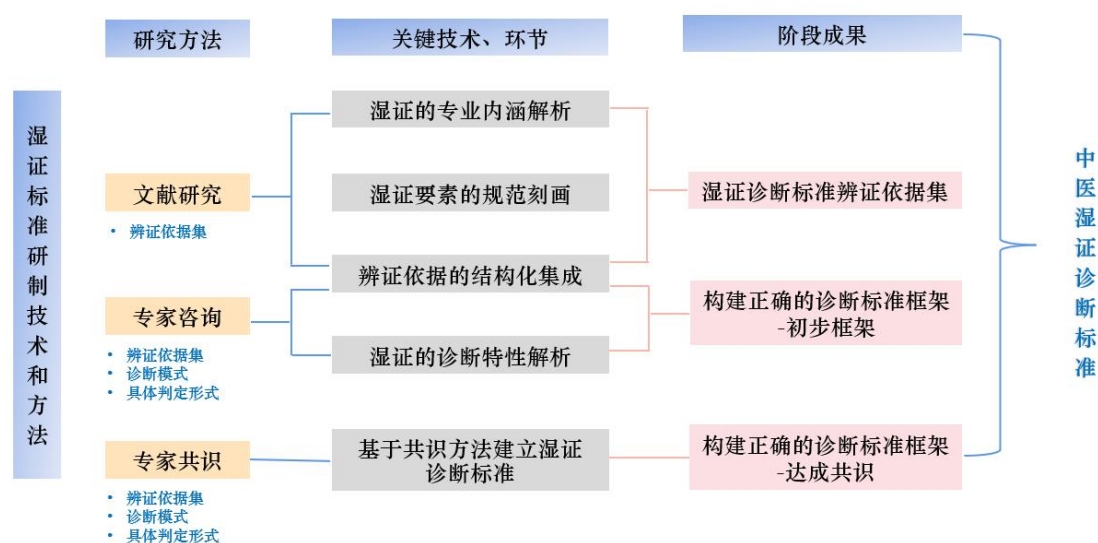 研究方法
关键技术、环节
阶段成果
湿证标准研制技术和方法
湿证的专业内涵解析
文献研究
• 辨证依据集
湿证要素的规范刻画
湿证诊断标准辨证依据集
辨证依据的结构化集成
专家咨询
• 辨证依据集
• 诊断模式
• 具体判定形式
湿证的诊断特性解析
构建正确的诊断标准框架
-初步框架
专家共识
• 辨证依据集
• 诊断模式
• 具体判定形式
基于共识方法建立湿证
诊断标准
构建正确的诊断标准框架
-达成共识
中医湿证诊断标准